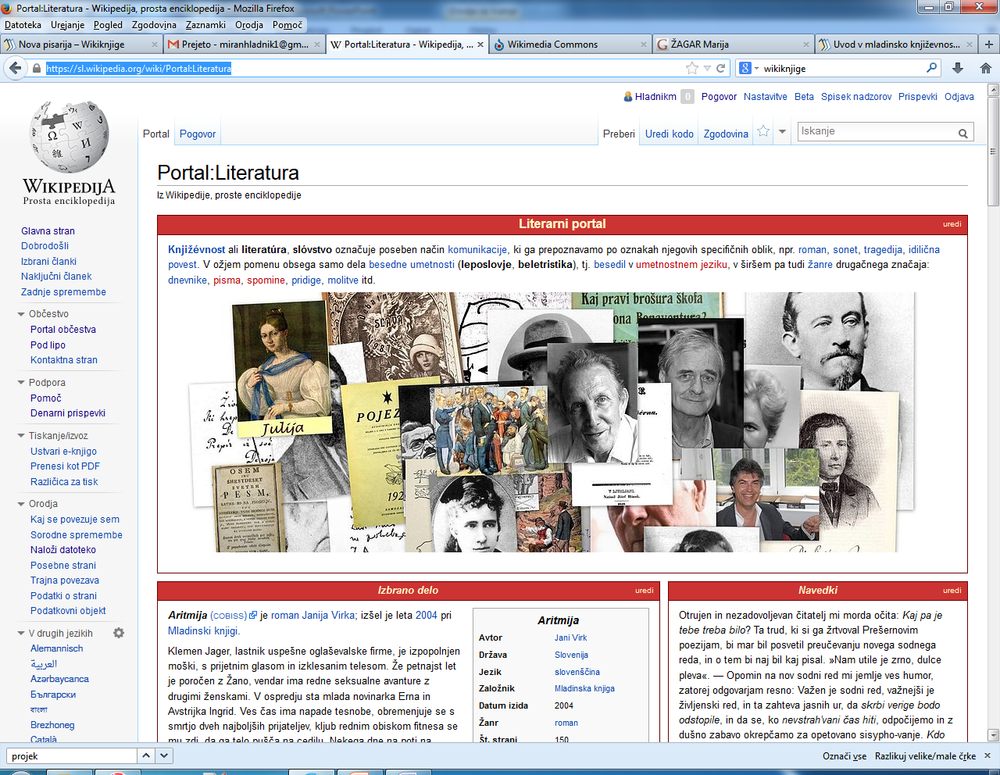 Portal:Literatura - Wikipedija, prosta enciklopedija - Mozilla Firefox
Datoteka Urejanje Pogled Zgodovina Zaznamki Orodja Pomoč
Nova pisarija – Wikiknjige
Prejeto - miranhladnik1@gm...
Portal:Literatura - Wikipedija, ...
Wikimedia Commons
ŽAGAR Marija
Uvod v mladinsko književnos...
https://sl.wikipedia.org/wiki/Portal:Literatura
wikiknjige
Hladnikm 0 Pogovor Nastavitve Beta Spisek nadzorov Prispevki Odjava
Portal Pogovor
Preberi Uredi kodo Zgodovina
Iskanje
WIKIPEDIJA
Prosta enciklopedija
Glavna stran
Dobrodošli
Izbrani članki
Naključni članek
Zadnje spremembe
Občestvo
Portal občestva
Pod lipo
Kontaktna stran
Podpora
Pomoč
Denarni prispevki
Tiskanje/izvoz
Ustvari e-knjigo
Prenesi kot PDF
Različica za tisk
Orodja
Kaj se povezuje sem
Sorodne spremembe
Naloži datoteko
Posebne strani
Trajna povezava
Podatki o strani
Podatkovni objekt
V drugih jezikih
Alemannisch
العربية
Azərbaycanca
Български
বাংলা
Brezhoneg
Català
Portal:Literatura
Iz Wikipedije, proste enciklopedije
Literarni portal
uredi
Knjižévnost ali literatúra, slóvstvo označuje poseben način komunikacije, ki ga prepoznavamo po oznakah njegovih specifičnih oblik, npr. roman, sonet, tragedija, idilična
povest. V ožjem pomenu obsega samo dela besedne umetnosti (leposlovje, beletristika), tj. besedil v umetnostnem jeziku, v širšem pa tudi žanre drugačnega značaja:
dnevnike, pisma, spomine, pridige, molitve itd.
Kaj pravi brošura škofa
ona Bonaventura?
SLAVA
Julija
POJEZ
192
OSEM
INU
SHESTDESET
SVETEH
PESM,
V LJUBLJANI,
Izbrano delo
uredi
Aritmija (COBISS) je roman Janija Virka; izšel je leta 2004 pri
Mladinski knjigi.
Klemen Jager, lastnik uspešne oglaševalske firme, je izpopolnjen
moški, s prijetnim glasom in izklesanim telesom. Že petnajst let
je poročen z Žano, vendar ima redne seksualne avanture z
drugimi ženskami. V ospredju sta mlada novinarka Erna in
Avstrijka Ingrid. Ves čas ima napade tesnobe, obremenjuje se s
smrtjo dveh najboljših prijateljev, kljub rednim obiskom fitnesa se
mu zdi, da ga telo pušča na cedilu. Nekega dne na poti na
Aritmija
Avtor Jani Virk
Država Slovenija
Jezik slovenščina
Založnik Mladinska knjiga
Datum izida 2004
Žanr roman
Št. strani 150
Navedki
uredi
Otrujen in nezadovoljevan čitatelj mi morda očita: Kaj pa je
tebe treba bilo? Ta trud, ki si ga žrtvoval Prešernovim
poezijam, bi mar bil posvetil preučevanju novega sodnega
reda, in o tem bi naj bil kaj pisal. »Nam utile je zrno, dulce
pleva«. — Opomin na nov sodni red mi jemlje ves humor,
zatorej odgovarjam resno: Važen je sodni red, važnejši je
življenski red, in ta zahteva jasnih ur, da skrbi verige bodo
odstopile, in da se, ko nevstrah'vani čas hiti, odpočijemo in z
dušno zabavo okrepčamo za opetovano sisypho-vanje. Kdo
projek
Označi vse Razlikuj velike/male črke